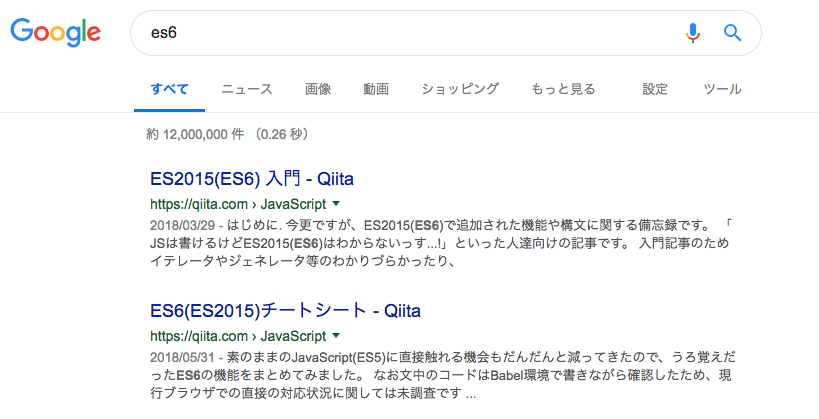 Google
es6
すべて ニュース 画像 動画 ショッピング もっと見る 設定 ツール
約 12,000,000 件 （0.26 秒）
ES2015(ES6) 入門 - Qiita
https://qiita.com › JavaScript
2018/03/29 - はじめに. 今更ですが、ES2015(ES6)で追加された機能や構文に関する備忘録です。 「
JSは書けるけどES2015(ES6)はわからないっす...!」といった人達向けの記事です。 入門記事のため
イテレータやジェネレータ等のわかりづらかったり、
ES6(ES2015)チートシート - Qiita
https://qiita.com › JavaScript
2018/05/31 - 素のままのJavaScript(ES5)に直接触れる機会もだんだんと減ってきたので、うろ覚えだ
ったES6の機能をまとめてみました。 なお文中のコードはBabel環境で書きながら確認したため、現
行ブラウザでの直接の対応状況に関しては未調査です ...